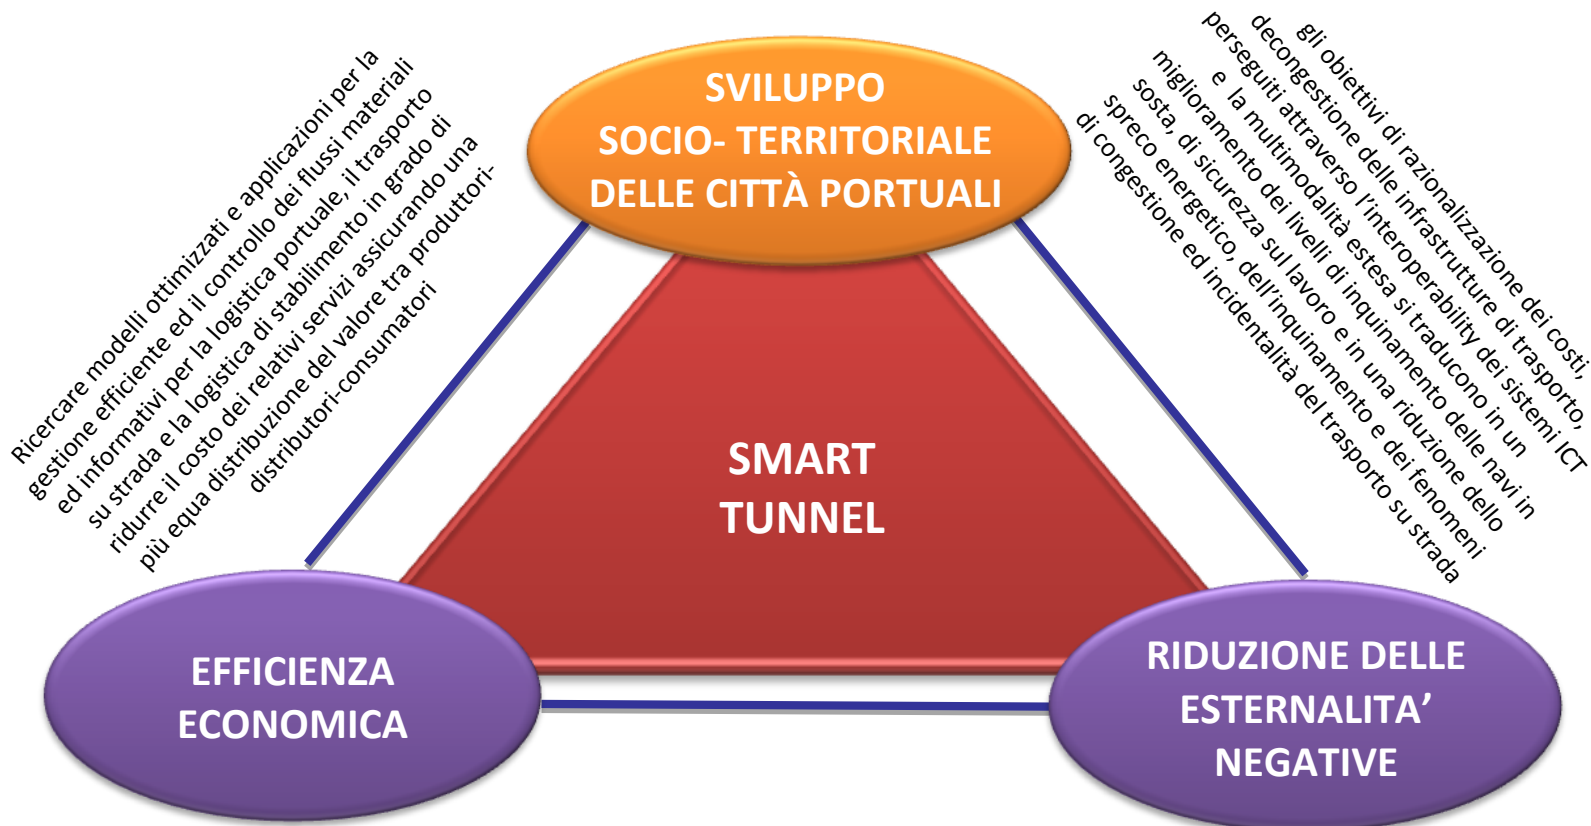 SVILUPPO
SOCIO- TERRITORIALE
DELLE CITTÀ PORTUALI
Ricercare modelli ottimizzati e applicazioni per la
gestione efficiente ed il controllo dei flussi materiali
ed informativi per la logistica portuale, il trasporto
su strada e la logistica di stabilimento in grado di
ridurre il costo dei relativi servizi assicurando una
più equa distribuzione del valore tra produttori-
distributori-consumatori
gli obiettivi di razionalizzazione dei costi,
decongestione delle infrastrutture di trasporto,
perseguiti attraverso l’interoperability dei sistemi ICT
e  la multimodalità estesa si traducono in un
miglioramento dei livelli di inquinamento delle navi in
sosta, di sicurezza sul lavoro e in una riduzione dello
spreco energetico, dell’inquinamento e dei fenomeni
di congestione ed incidentalità del trasporto su strada
SMART
TUNNEL
EFFICIENZA
ECONOMICA
RIDUZIONE DELLE
ESTERNALITA’
NEGATIVE